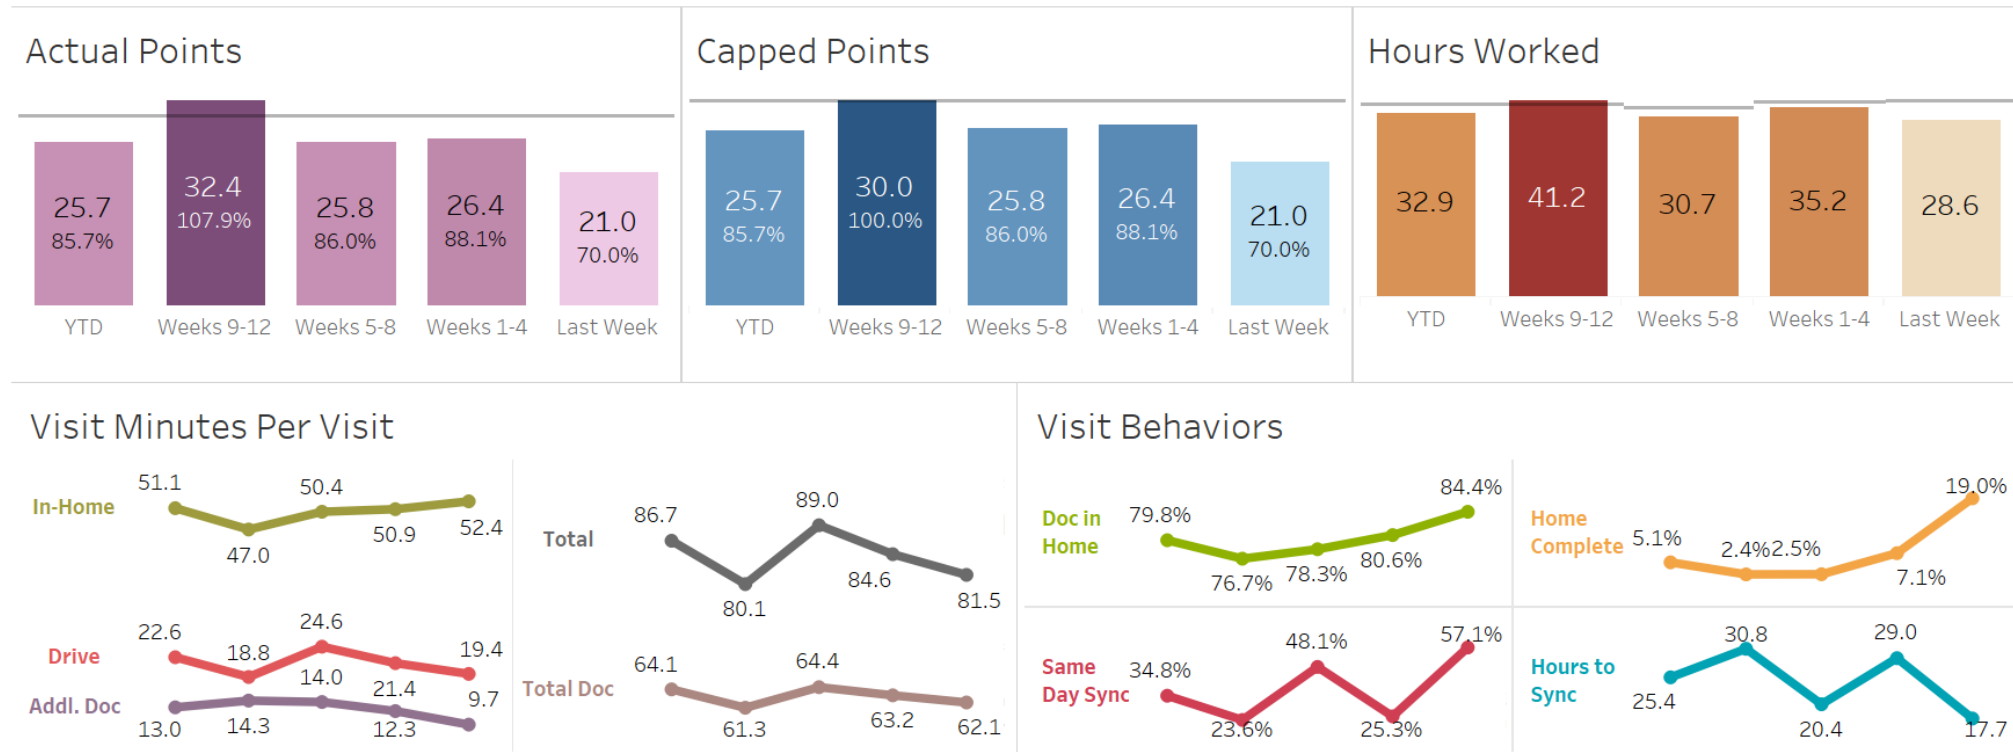 Actual Points
25.7
85.7%
32.4
107.9%
25.8
86.0%
26.4
88.1%
21.0
70.0%
YTD Weeks 9-12 Weeks 5-8 Weeks 1-4 Last Week
Capped Points
25.7
85.7%
30.0
100.0%
25.8
86.0%
26.4
88.1%
21.0
70.0%
YTD Weeks 9-12 Weeks 5-8 Weeks 1-4 Last Week
Hours Worked
32.9 41.2 30.7 35.2 28.6
YTD Weeks 9-12 Weeks 5-8 Weeks 1-4 Last Week
Visit Minutes Per Visit
In-Home
51.1 47.0 50.4 50.9 52.4
Drive
22.6 18.8 24.6 21.4 19.4
Addl. Doc
13.0 14.3 14.0 12.3 9.7
Total
86.7 80.1 89.0 84.6 81.5
Total Doc
64.1 61.3 64.4 63.2 62.1
Visit Behaviors
Doc in
Home
79.8% 76.7% 78.3% 80.6% 84.4%
Home
Complete
5.1% 2.4% 2.5% 7.1% 19.0%
Same
Day Sync
34.8% 23.6% 48.1% 25.3% 57.1%
Hours to
Sync
25.4 30.8 20.4 29.0 17.7